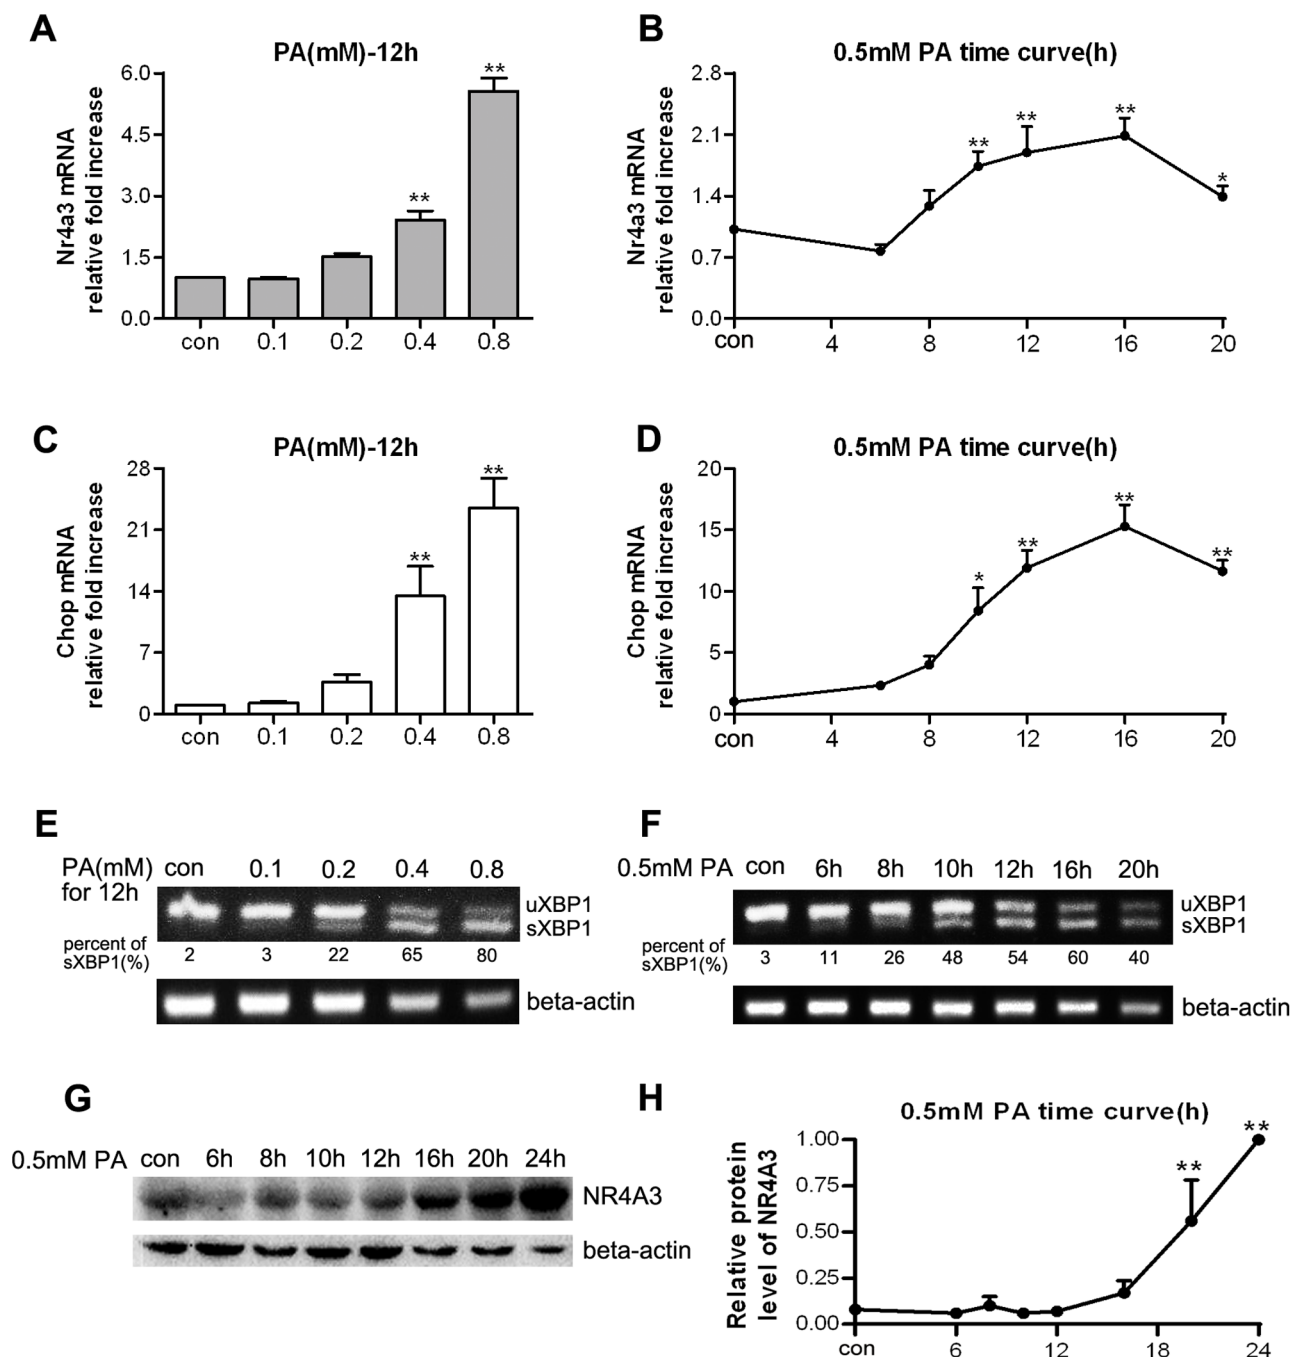 A
PA(mM)-12h
Nr4a3 mRNA
relative fold increase
6.0
4.5
3.0
1.5
0.0
**
**
con 0.1 0.2 0.4 0.8
B
0.5mM PA time curve(h)
Nr4a3 mRNA
relative fold increase
2.8
2.1
1.4
0.7
0.0
**
**
**
*
con 4 8 12 16 20
C
PA(mM)-12h
Chop mRNA
relative fold increase
28
21
14
7
0
**
**
con 0.1 0.2 0.4 0.8
D
0.5mM PA time curve(h)
Chop mRNA
relative fold increase
20
15
10
5
0
*
**
**
**
con 4 8 12 16 20
E
PA(mM) con 0.1 0.2 0.4 0.8
for 12h
uXBP1
sXBP1
percent of
sXBP1(%) 2 3 22 65 80
beta-actin
F
0.5mM PA con 6h 8h 10h 12h 16h 20h
uXBP1
sXBP1
percent of
sXBP1(%) 3 11 26 48 54 60 40
beta-actin
G
0.5mM PA con 6h 8h 10h 12h 16h 20h 24h
NR4A3
beta-actin
H
0.5mM PA time curve(h)
Relative protein
level of NR4A3
1.00
0.75
0.50
0.25
0.00
**
**
con 6 12 18 24